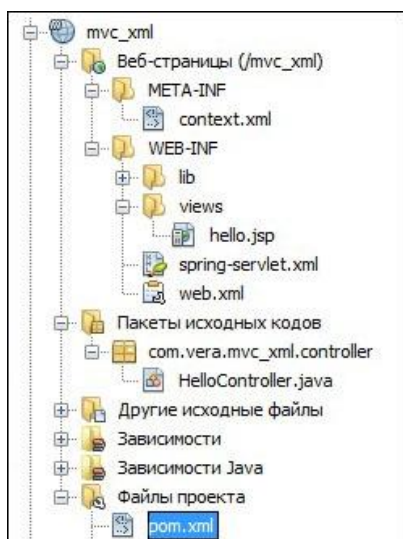 mvc_xml
Веб-страницы (/mvc_xml)
META-INF
context.xml
WEB-INF
lib
views
hello.jsp
spring-servlet.xml
web.xml
Пакеты исходных кодов
com.vera.mvc_xml.controller
HelloController.java
Другие исходные файлы
Зависимости
Зависимости Java
Файлы проекта
pom.xml